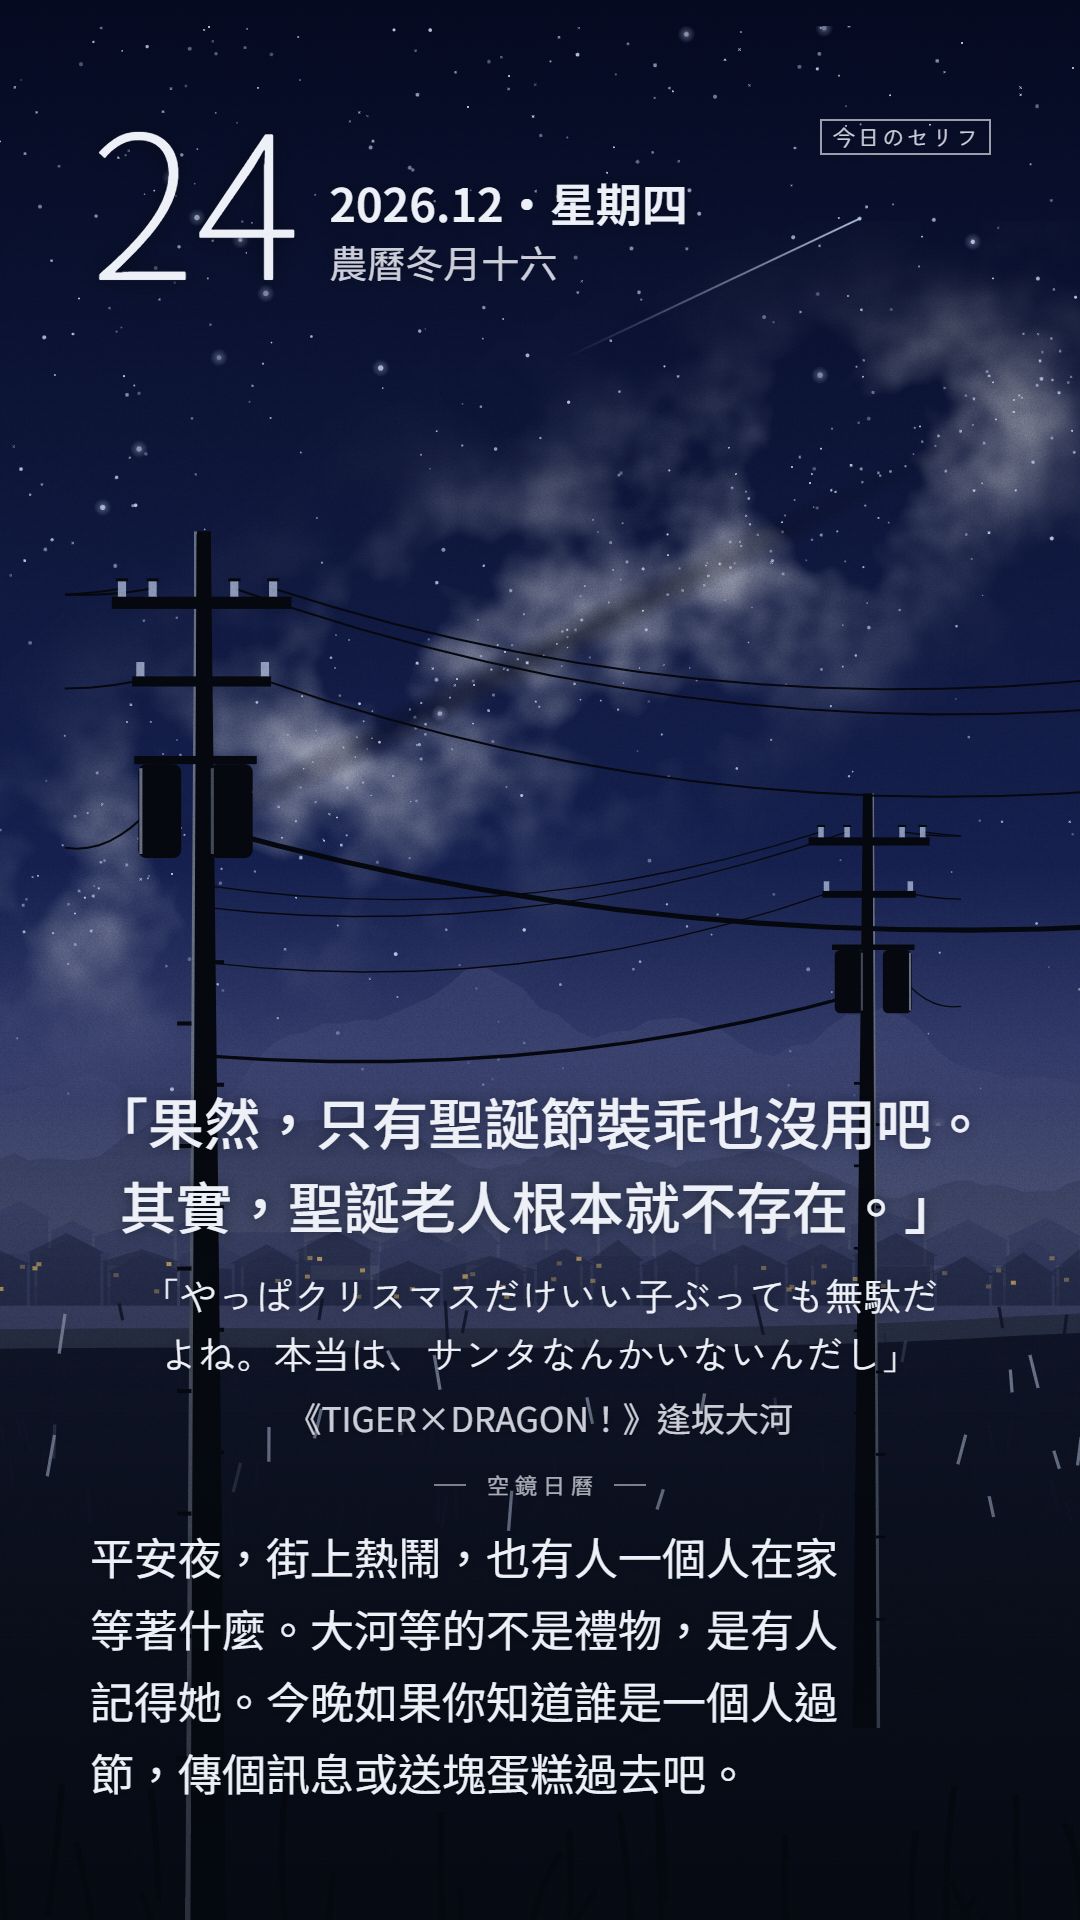 今日のセリフ
24
2026.12・星期四
農曆冬月十六
「果然，只有聖誕節裝乖也沒用吧。
其實，聖誕老人根本就不存在。」
「やっぱクリスマスだけいい子ぶっても無駄だ
よね。本当は、サンタなんかいないんだし」
《TIGER×DRAGON！》逢坂大河
— 空鏡日曆 —
平安夜，街上熱鬧，也有人一個人在家
等著什麼。大河等的不是禮物，是有人
記得她。今晚如果你知道誰是一個人過
節，傳個訊息或送塊蛋糕過去吧。